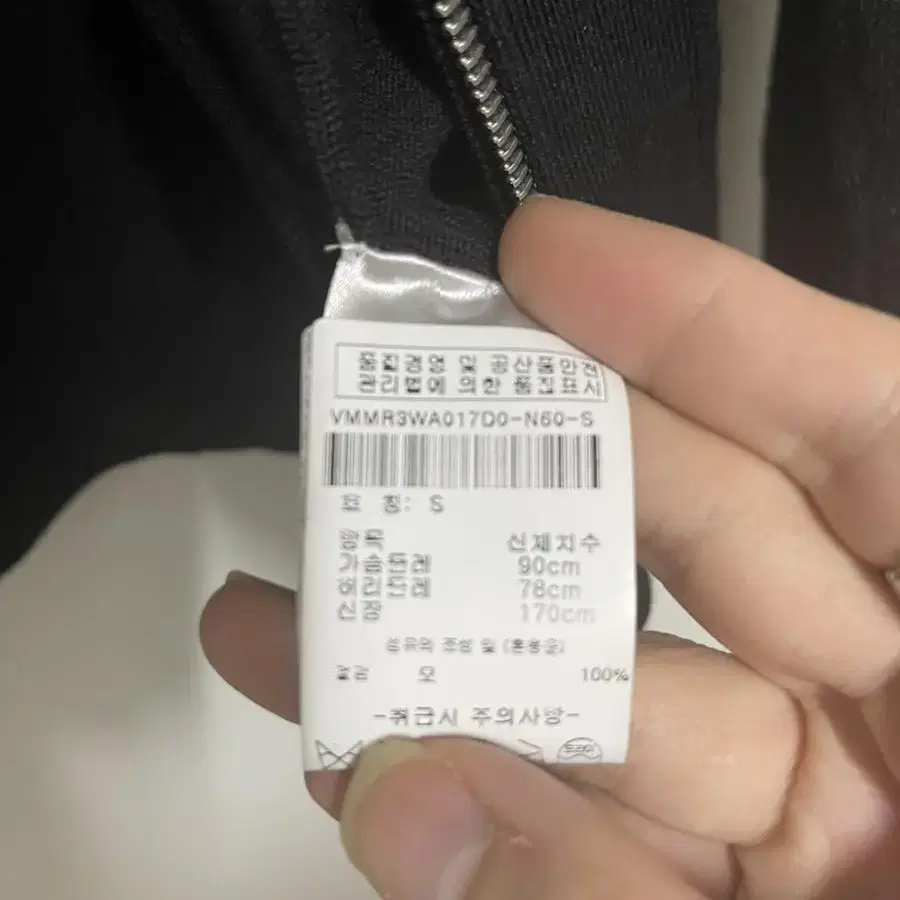 품질경영 및 공산품안전
관리법에 의한 품질표시
VMMR3WA017D0-N60-S
호 칭: S
항목 신체치수
가슴둘레 90cm
허리둘레 78cm
신장 170cm
섬유의 조성 및 (혼용율)
겉감 모 100%
-취급시 주의사항-
드라이